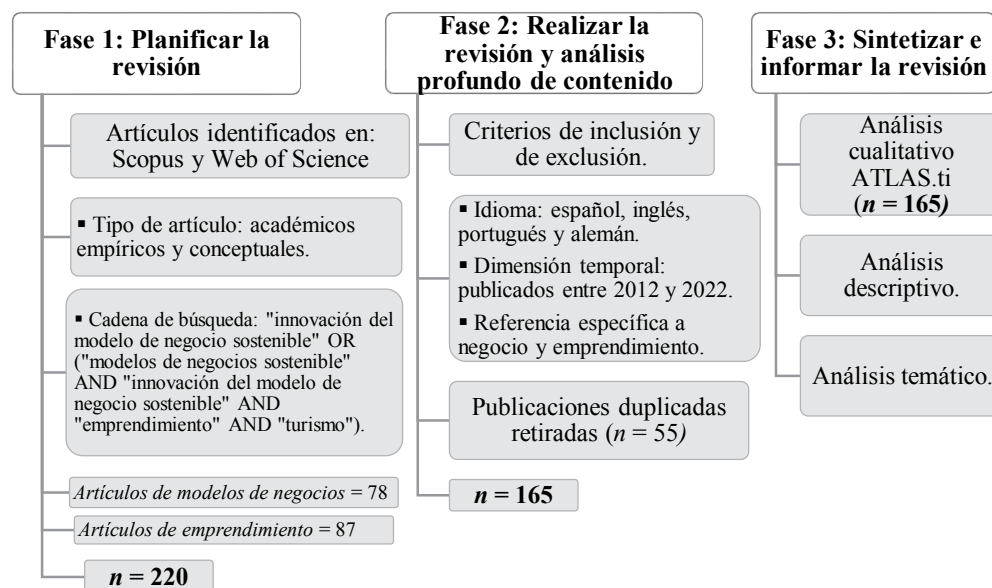 Fase 1: Planificar la
revisión
Artículos identificados en:
Scopus y Web of Science
▪ Tipo de artículo: académicos
empíricos y conceptuales.
▪ Cadena de búsqueda: "innovación del
modelo de negocio sostenible" OR
("modelos de negocios sostenible"
AND "innovación del modelo de
negocio sostenible" AND
"emprendimiento" AND "turismo").
Artículos de modelos de negocios = 78
Artículos de emprendimiento = 87
n = 220
Fase 2: Realizar la
revisión y análisis
profundo de contenido
Criterios de inclusión y
de exclusión.
▪ Idioma: español, inglés,
portugués y alemán.
▪ Dimensión temporal:
publicados entre 2012 y 2022.
▪ Referencia específica a
negocio y emprendimiento.
Publicaciones duplicadas
retiradas (n = 55)
n = 165
Fase 3: Sintetizar e
informar la revisión
Análisis
cualitativo
ATLAS.ti
(n = 165)
Análisis
descriptivo.
Análisis temático.